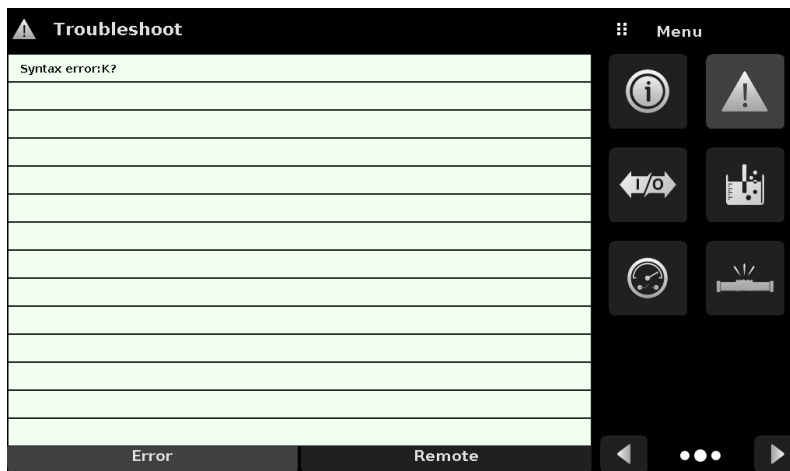 Troubleshoot
Menu
Syntax error:K?
I/O
Error
Remote